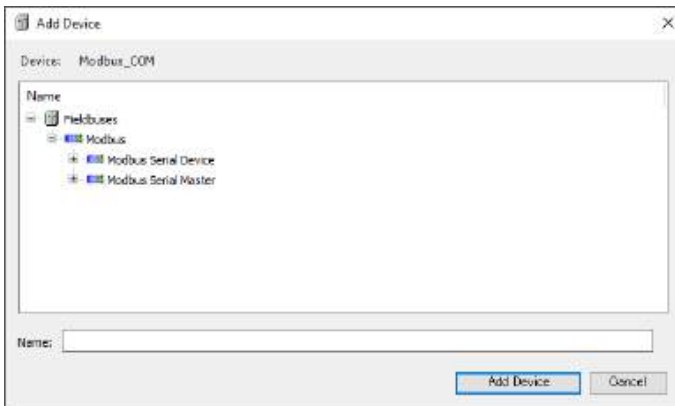 Add Device
Device: Modbus_COM
Name
Fieldbuses
Modbus
Modbus Serial Device
Modbus Serial Master
Name:
Add Device Cancel